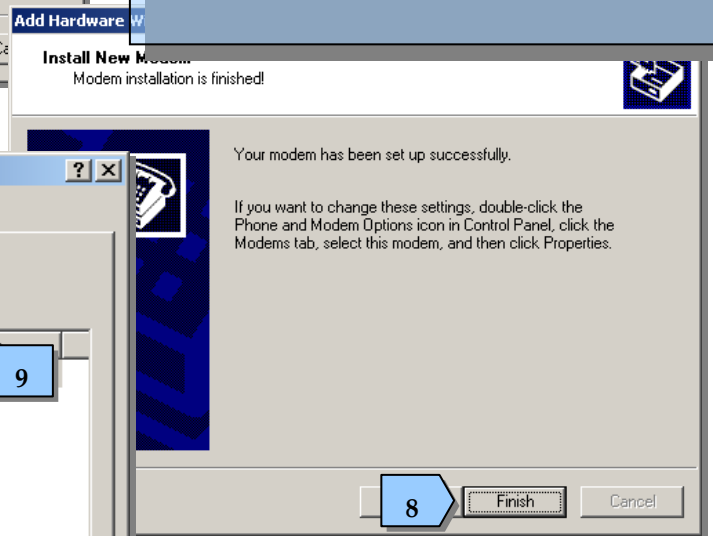 Add Hardware
Install New
Modem installation is finished!
Your modem has been set up successfully.
If you want to change these settings, double-click the
Phone and Modem Options icon in Control Panel, click the
Modems tab, select this modem, and then click Properties.
9
8
Finish
Cancel